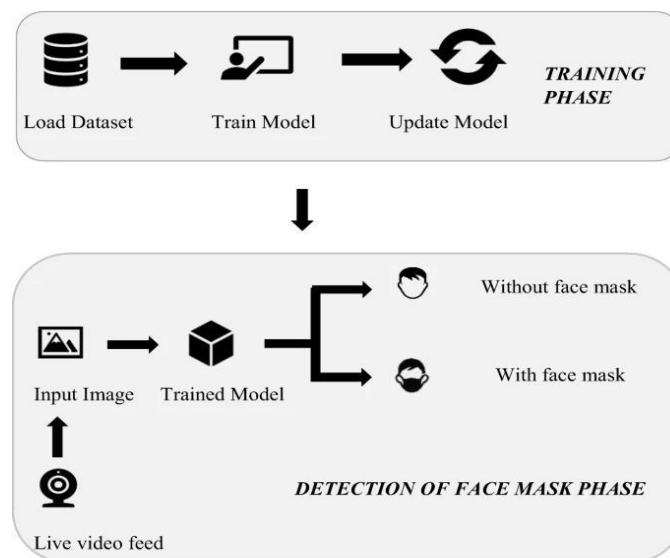 TRAINING
PHASE
Load Dataset
Train Model
Update Model
Without face mask
With face mask
Input Image
Trained Model
DETECTION OF FACE MASK PHASE
Live video feed